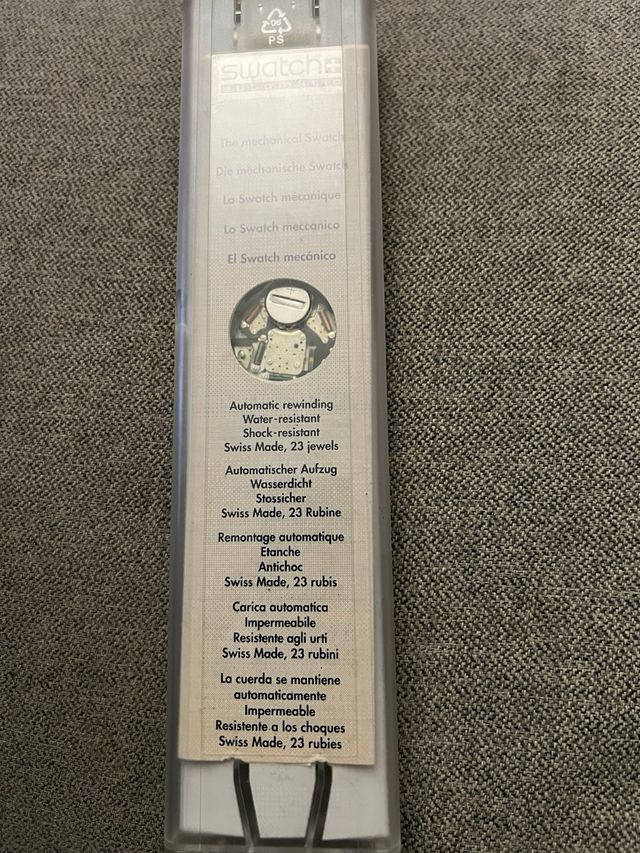 06
PS
swatch
AUTOMATIC
The mechanical Swatch
Die mechanische Swatch
La Swatch mécanique
Lo Swatch meccanico
El Swatch mecánico
Automatic rewinding
Water-resistant
Shock-resistant
Swiss Made, 23 jewels
Automatischer Aufzug
Wasserdicht
Stossicher
Swiss Made, 23 Rubine
Remontage automatique
Etanche
Antichoc
Swiss Made, 23 rubis
Carica automatica
Impermeabile
Resistente agli urti
Swiss Made, 23 rubini
La cuerda se mantiene
automaticamente
Impermeable
Resistente a los choques
Swiss Made, 23 rubies